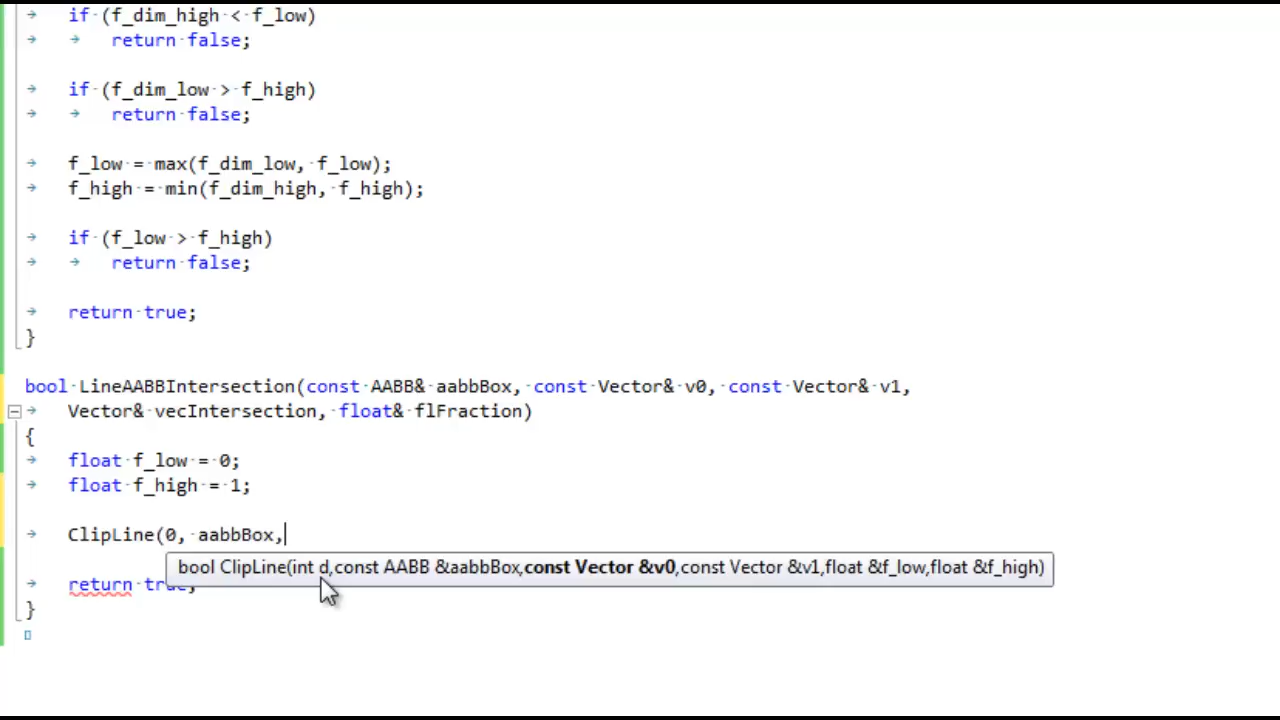 if (f_dim_high < f_low)
return false;
if (f_dim_low > f_high)
return false;
f_low = max(f_dim_low, f_low);
f_high = min(f_dim_high, f_high);
if (f_low > f_high)
return false;
return true;
}
bool LineAABBIntersection(const AABB& aabbBox, const Vector& v0, const Vector& v1,
Vector& vecIntersection, float& flFraction)
{
float f_low = 0;
float f_high = 1;
ClipLine(0, aabbBox,
bool ClipLine(int d,const AABB &aabbBox,const Vector &v0,const Vector &v1,float &f_low,float &f_high)
return true;
}